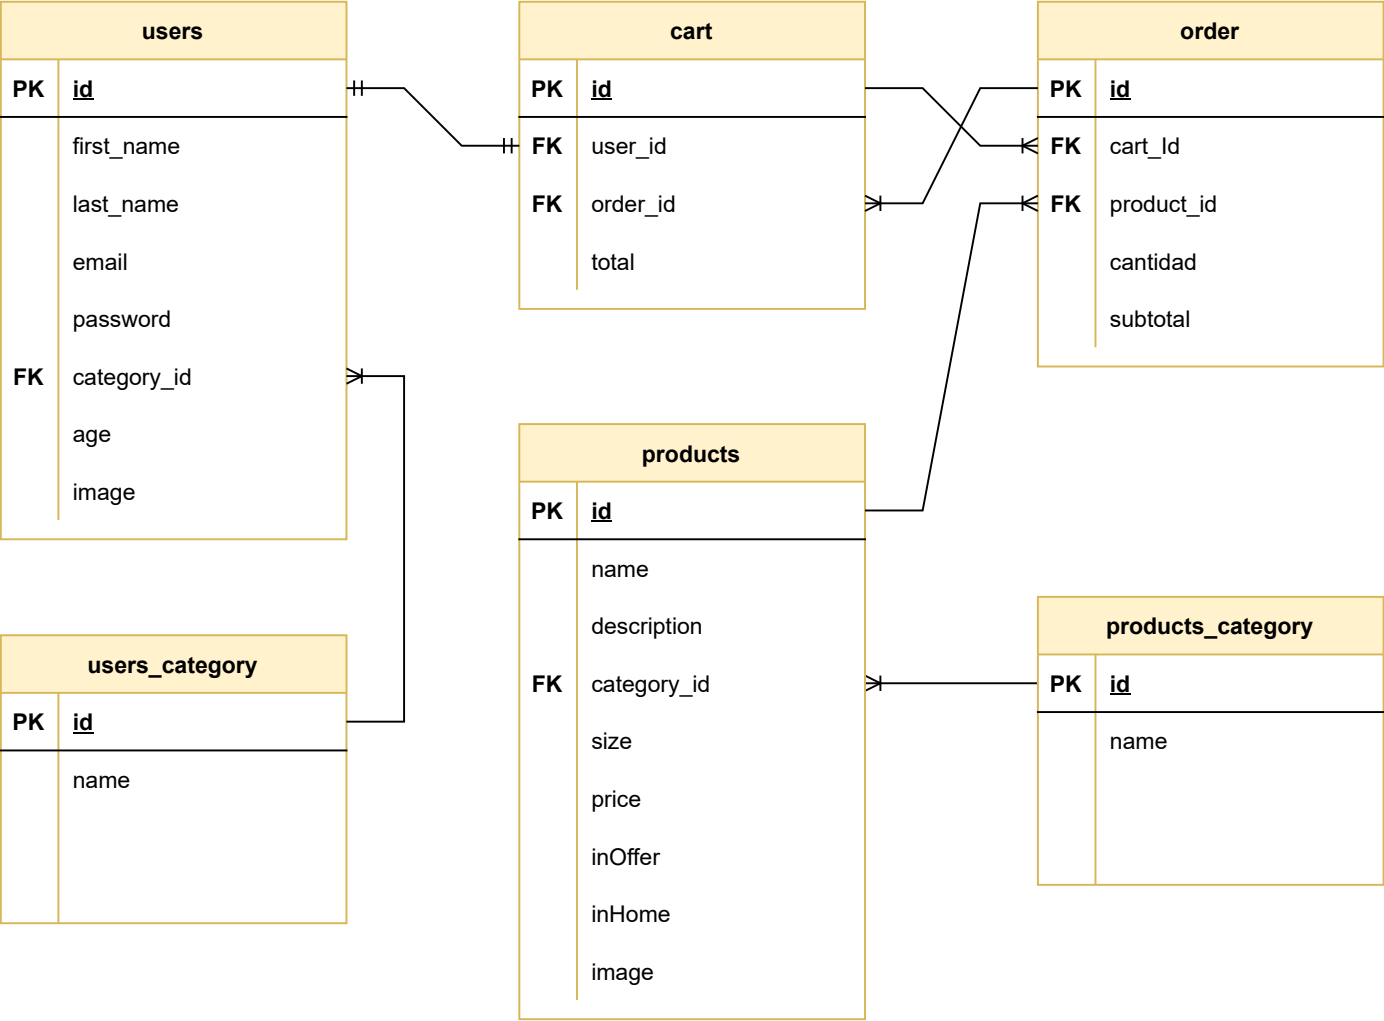 users
PK id
first_name
last_name
email
password
FK category_id
age
image
cart
PK id
FK user_id
FK order_id
total
order
PK id
FK cart_Id
FK product_id
cantidad
subtotal
products
PK id
name
description
FK category_id
size
price
inOffer
inHome
image
users_category
PK id
name
products_category
PK id
name